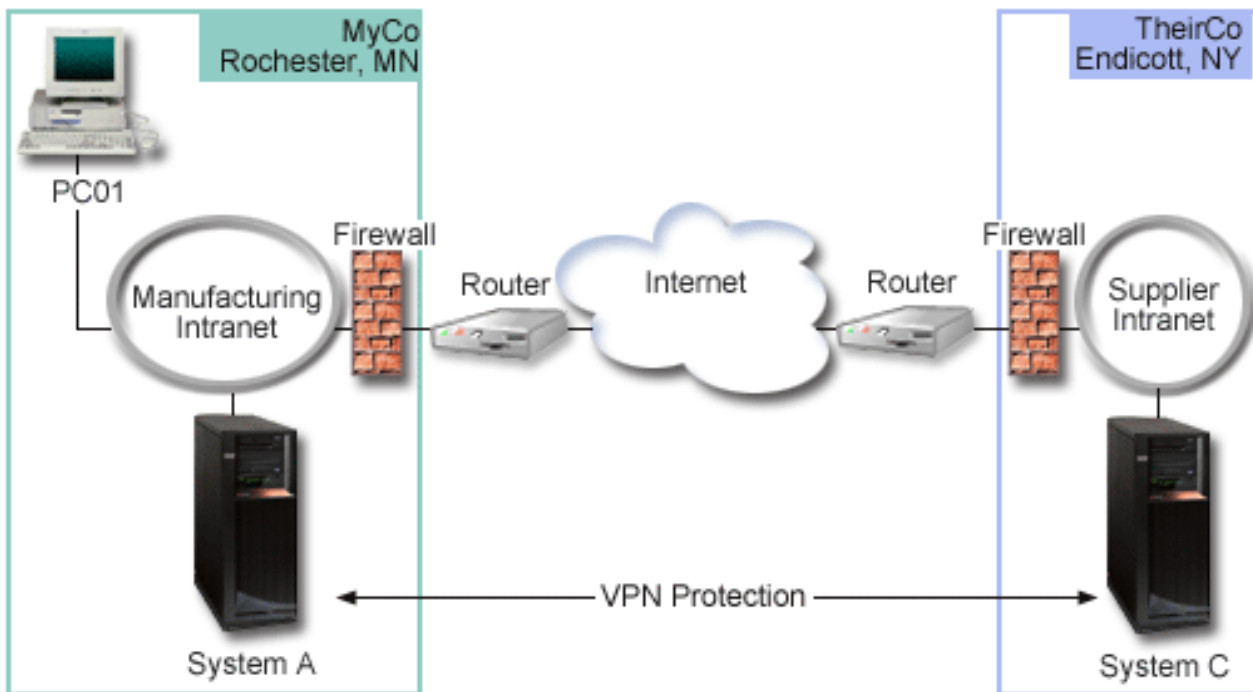 MyCo
Rochester, MN
TheirCo
Endicott, NY
PC01
Firewall
Manufacturing
Intranet
Router
Internet
Router
Firewall
Supplier
Intranet
VPN Protection
System A
System C